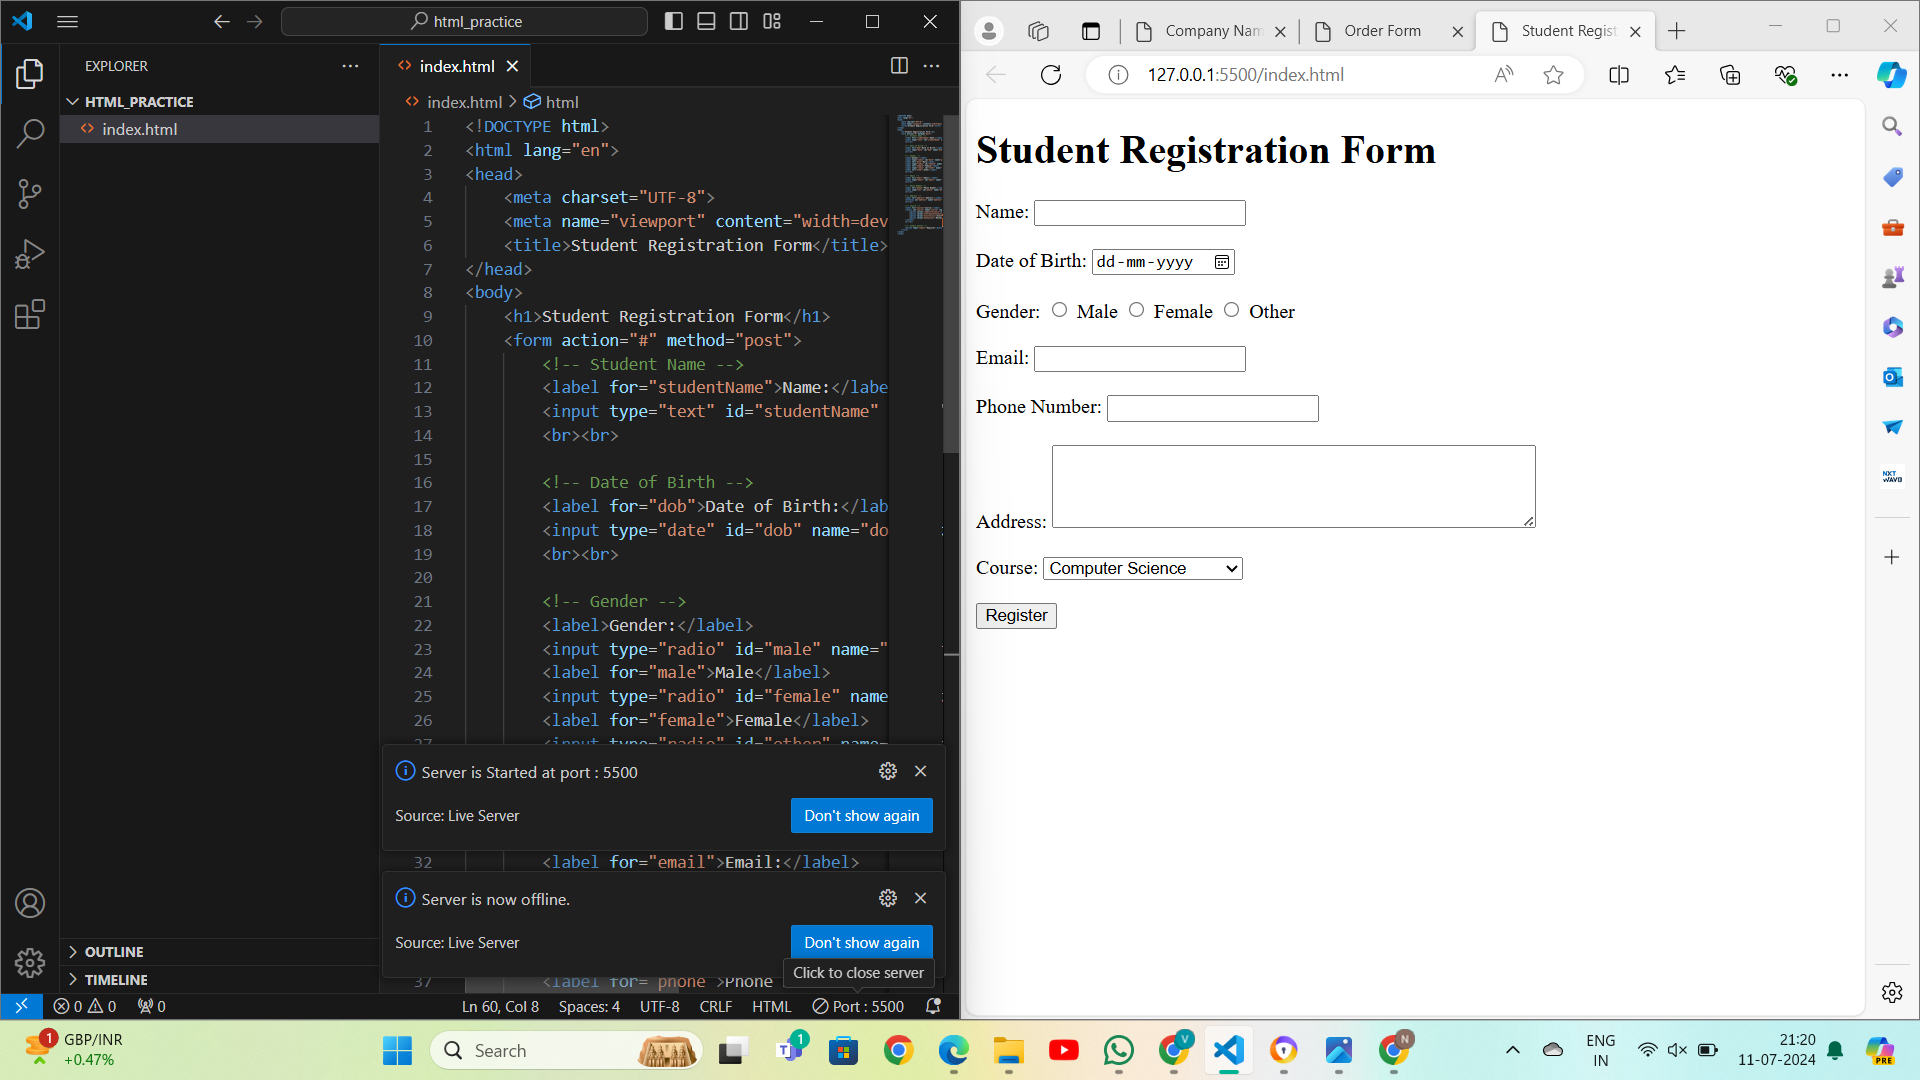 html_practice
EXPLORER
HTML_PRACTICE
index.html
OUTLINE
TIMELINE
index.html
index.html
html
1 <!DOCTYPE html>
2 <html lang="en">
3 <head>
4 <meta charset="UTF-8">
5 <meta name="viewport" content="width=dev
6 <title>Student Registration Form</title>
7 </head>
8 <body>
9 <h1>Student Registration Form</h1>
10 <form action="#" method="post">
11 <!-- Student Name -->
12 <label for="studentName">Name:</labe
13 <input type="text" id="studentName"
14 <br><br>
15
16 <!-- Date of Birth -->
17 <label for="dob">Date of Birth:</lab
18 <input type="date" id="dob" name="do
19 <br><br>
20
21 <!-- Gender -->
22 <label>Gender:</label>
23 <input type="radio" id="male" name="
24 <label for="male">Male</label>
25 <input type="radio" id="female" name
26 <label for="female">Female</label>
27 <input type="radio" id="other" name=
Server is Started at port : 5500
Source: Live Server
Don't show again
32 <label for="email">Email:</label>
Server is now offline.
Source: Live Server
Don't show again
Click to close server
37 <label for="phone">Phone
0 0 0
Ln 60, Col 8 Spaces: 4 UTF-8 CRLF HTML Port : 5500
Company Nam
Order Form
Student Regist
127.0.0.1:5500/index.html
Student Registration Form
Name:
Date of Birth: dd-mm-yyyy
Gender: Male Female Other
Email:
Phone Number:
Address:
Course: Computer Science
Register
NXT
WAVE
1
GBP/INR
+0.47%
Search
1
V
N
ENG
IN
21:20
11-07-2024
PRE